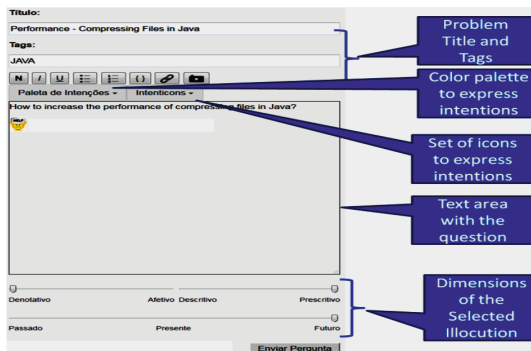 Título:
Performance - Compressing Files in Java
Tags:
JAVA
N I U { }
Paleta de Intenções Intenticons
How to increase the performance of compressing files in Java?
Denotativo Afetivo Descritivo Prescritivo
Passado Presente Futuro
Enviar Pergunta
Problem
Title and
Tags
Color palette
to express
intentions
Set of icons
to express
intentions
Text area
with the
question
Dimensions
of the
Selected
Illocution